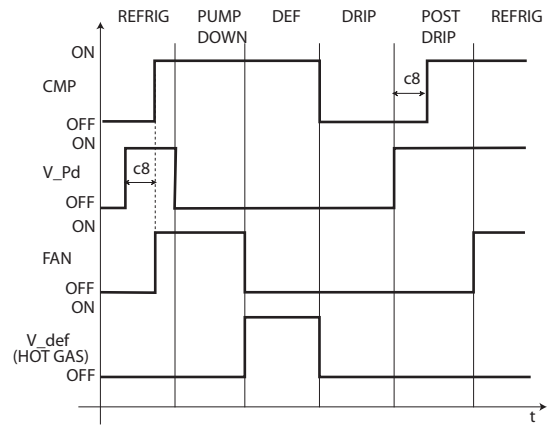 REFRIG PUMP DOWN DEF DRIP POST DRIP REFRIG
ON
CMP
c8
OFF
ON
V_Pd
c8
OFF
ON
FAN
OFF
ON
V_def
(HOT GAS)
OFF
t